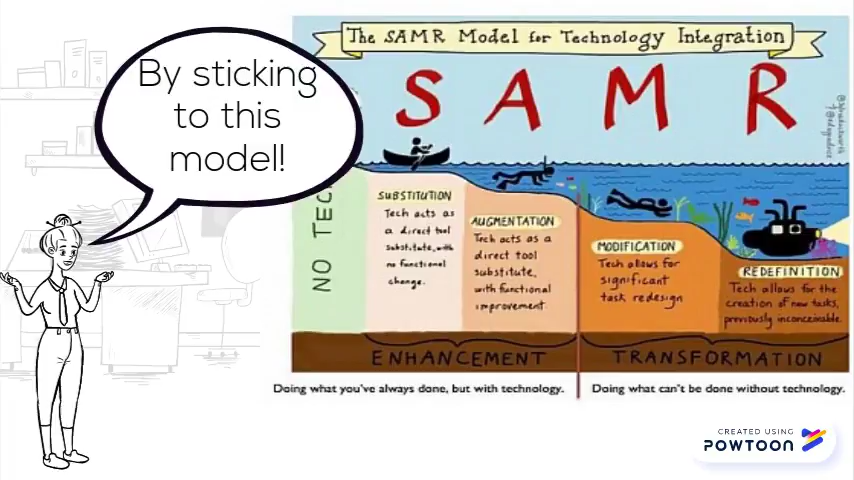 By sticking
to this
model!
The SAMR Model for Technology Integration
S A M R
NO TEC
SUBSTITUTION
Tech acts as
a direct tool
substitute, with
no functional
change.
AUGMENTATION
Tech acts as a
direct tool
substitute,
with functional
improvement.
MODIFICATION
Tech allows for
significant
task redesign
REDEFINITION
Tech allows for the
creation of new tasks,
previously inconceivable.
ENHANCEMENT
TRANSFORMATION
Doing what you've always done, but with technology.
Doing what can't be done without technology.
CREATED USING
POWTOON